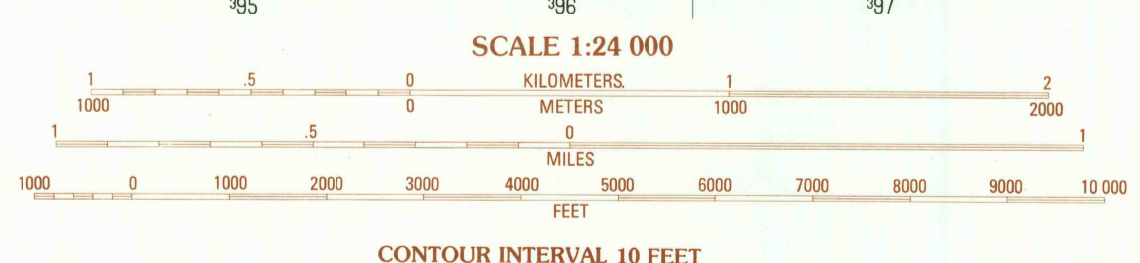 ³95 ³96 ³97
SCALE 1:24 000
1 .5 0 KILOMETERS. 1 2
1000 0 METERS 1000 2000
1 .5 0 1
MILES
1000 0 1000 2000 3000 4000 5000 6000 7000 8000 9000 10 000
FEET
CONTOUR INTERVAL 10 FEET